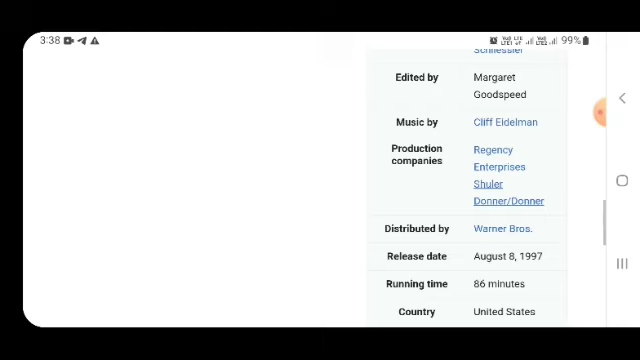 3:38 99%
Schliessler
Edited by Margaret
Goodspeed
Music by Cliff Eidelman
Production
companies
Regency
Enterprises
Shuler
Donner/Donner
Distributed by Warner Bros.
Release date August 8, 1997
Running time 86 minutes
Country United States